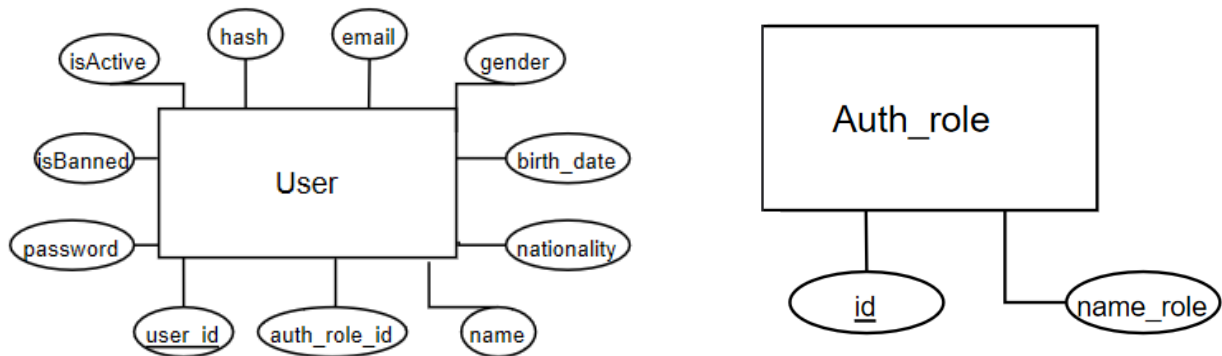 hash
email
isActive
gender
isBanned
User
birth_date
password
nationality
user_id
auth_role_id
name
Auth_role
id
name_role